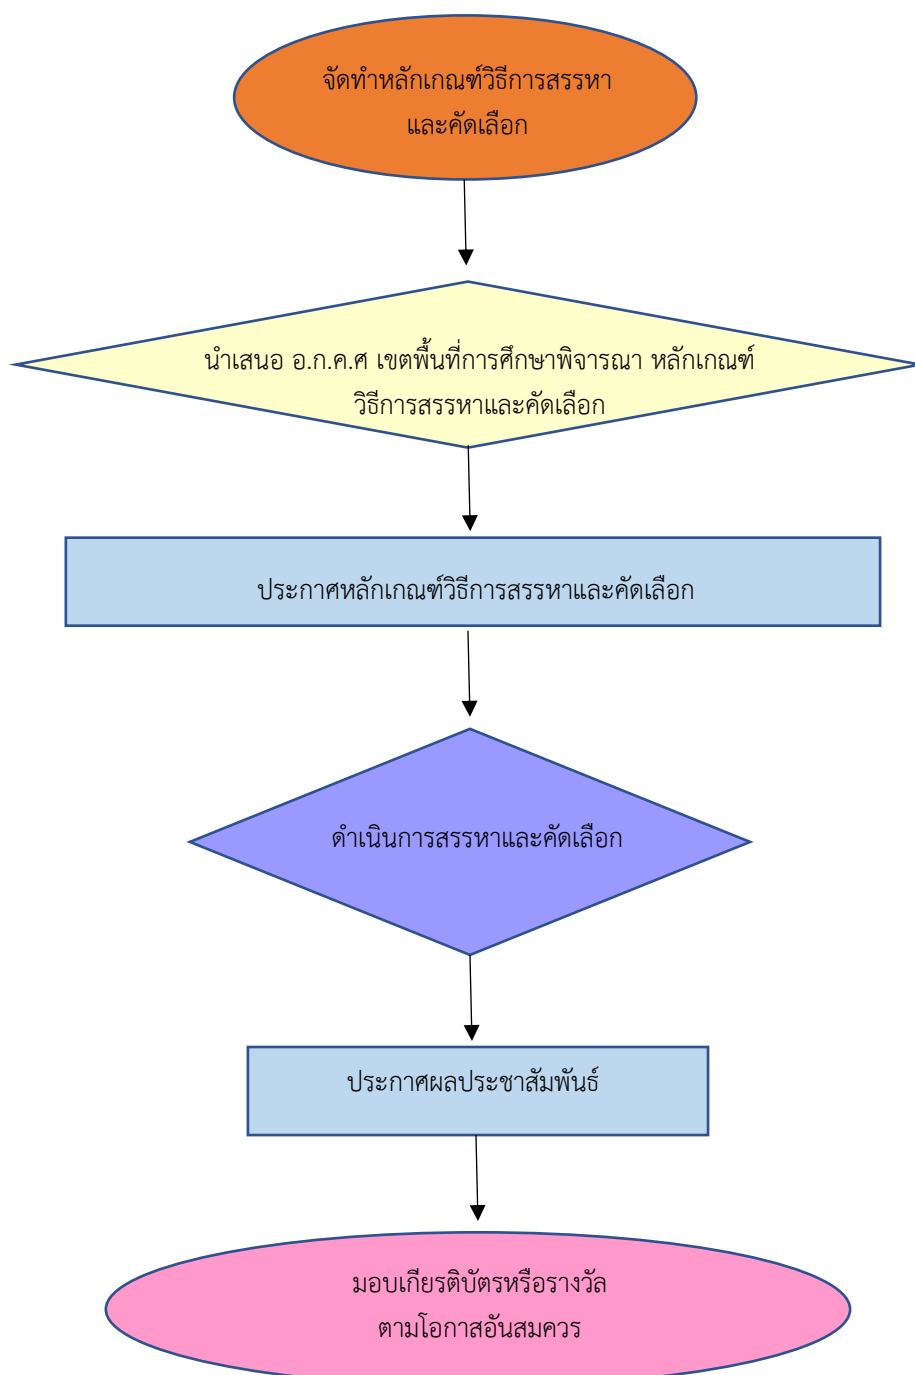 จัดทำหลักเกณฑ์วิธีการสรรหา
และคัดเลือก
นำเสนอ อ.ก.ค.ศ เขตพื้นที่การศึกษาพิจารณา หลักเกณฑ์
วิธีการสรรหาและคัดเลือก
ประกาศหลักเกณฑ์วิธีการสรรหาและคัดเลือก
ดำเนินการสรรหาและคัดเลือก
ประกาศผลประชาสัมพันธ์
มอบเกียรติบัตรหรือรางวัล
ตามโอกาสอันสมควร